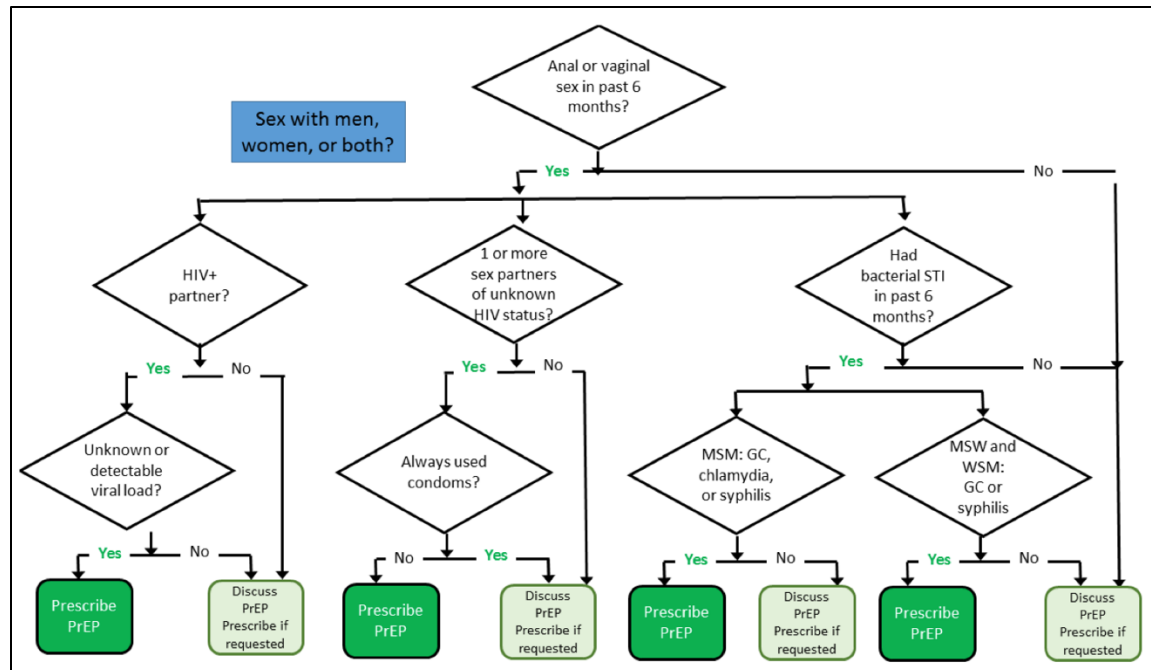 Anal or vaginal
sex in past 6
months?
Sex with men,
women, or both?
Yes
No
HIV+
partner?
1 or more
sex partners
of unknown
HIV status?
Had
bacterial STI
in past 6
months?
Yes
No
Yes
No
Yes
No
Unknown or
detectable
viral load?
Always used
condoms?
MSM: GC,
chlamydia,
or syphilis
MSW and
WSM:
GC or
syphilis
Yes
No
No
Yes
Yes
No
Yes
No
Prescribe
PrEP
Discuss
PrEP
Prescribe if
requested
Prescribe
PrEP
Discuss
PrEP
Prescribe if
requested
Prescribe
PrEP
Discuss
PrEP
Prescribe if
requested
Prescribe
PrEP
Discuss
PrEP
Prescribe if
requested